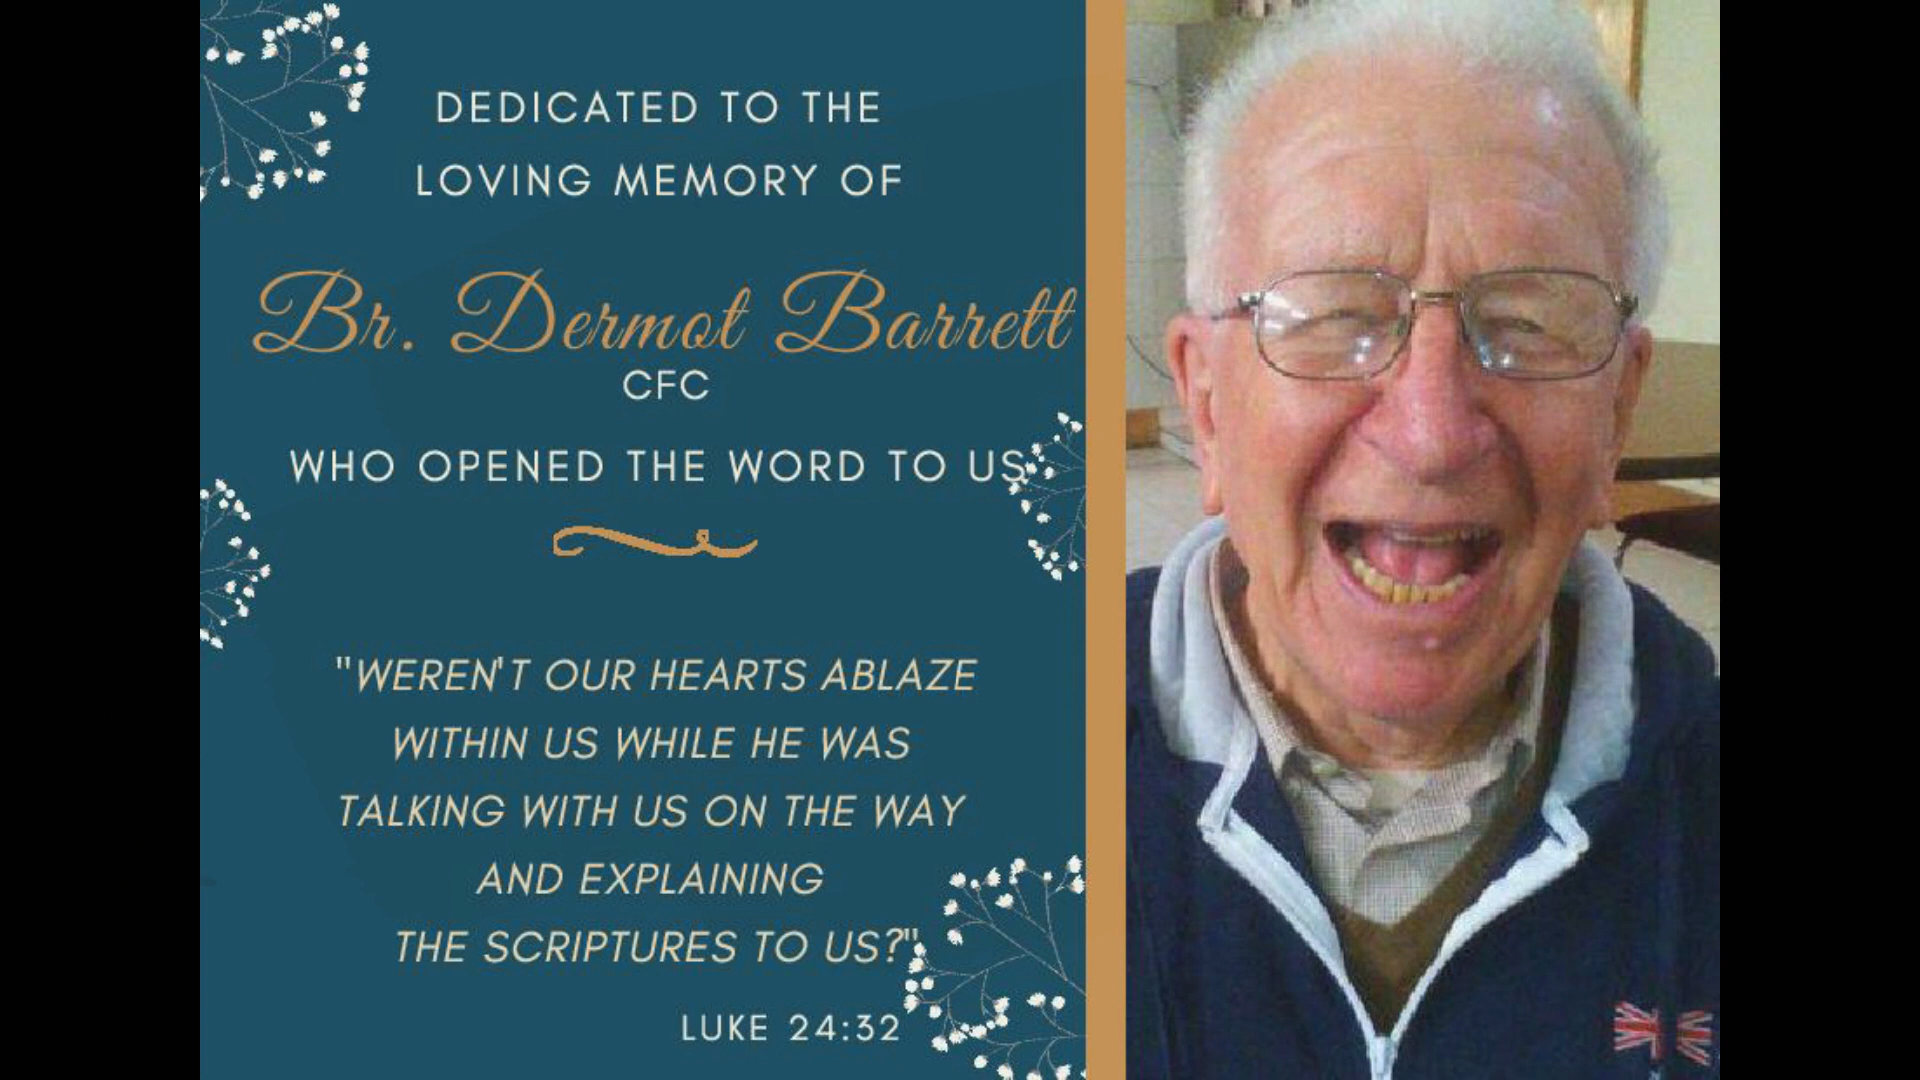 DEDICATED TO THE
LOVING MEMORY OF
Br. Dermot Barrett
CFC
WHO OPENED THE WORD TO US
"WEREN'T OUR HEARTS ABLAZE
WITHIN US WHILE HE WAS
TALKING WITH US ON THE WAY
AND EXPLAINING
THE SCRIPTURES TO US?"
LUKE 24:32